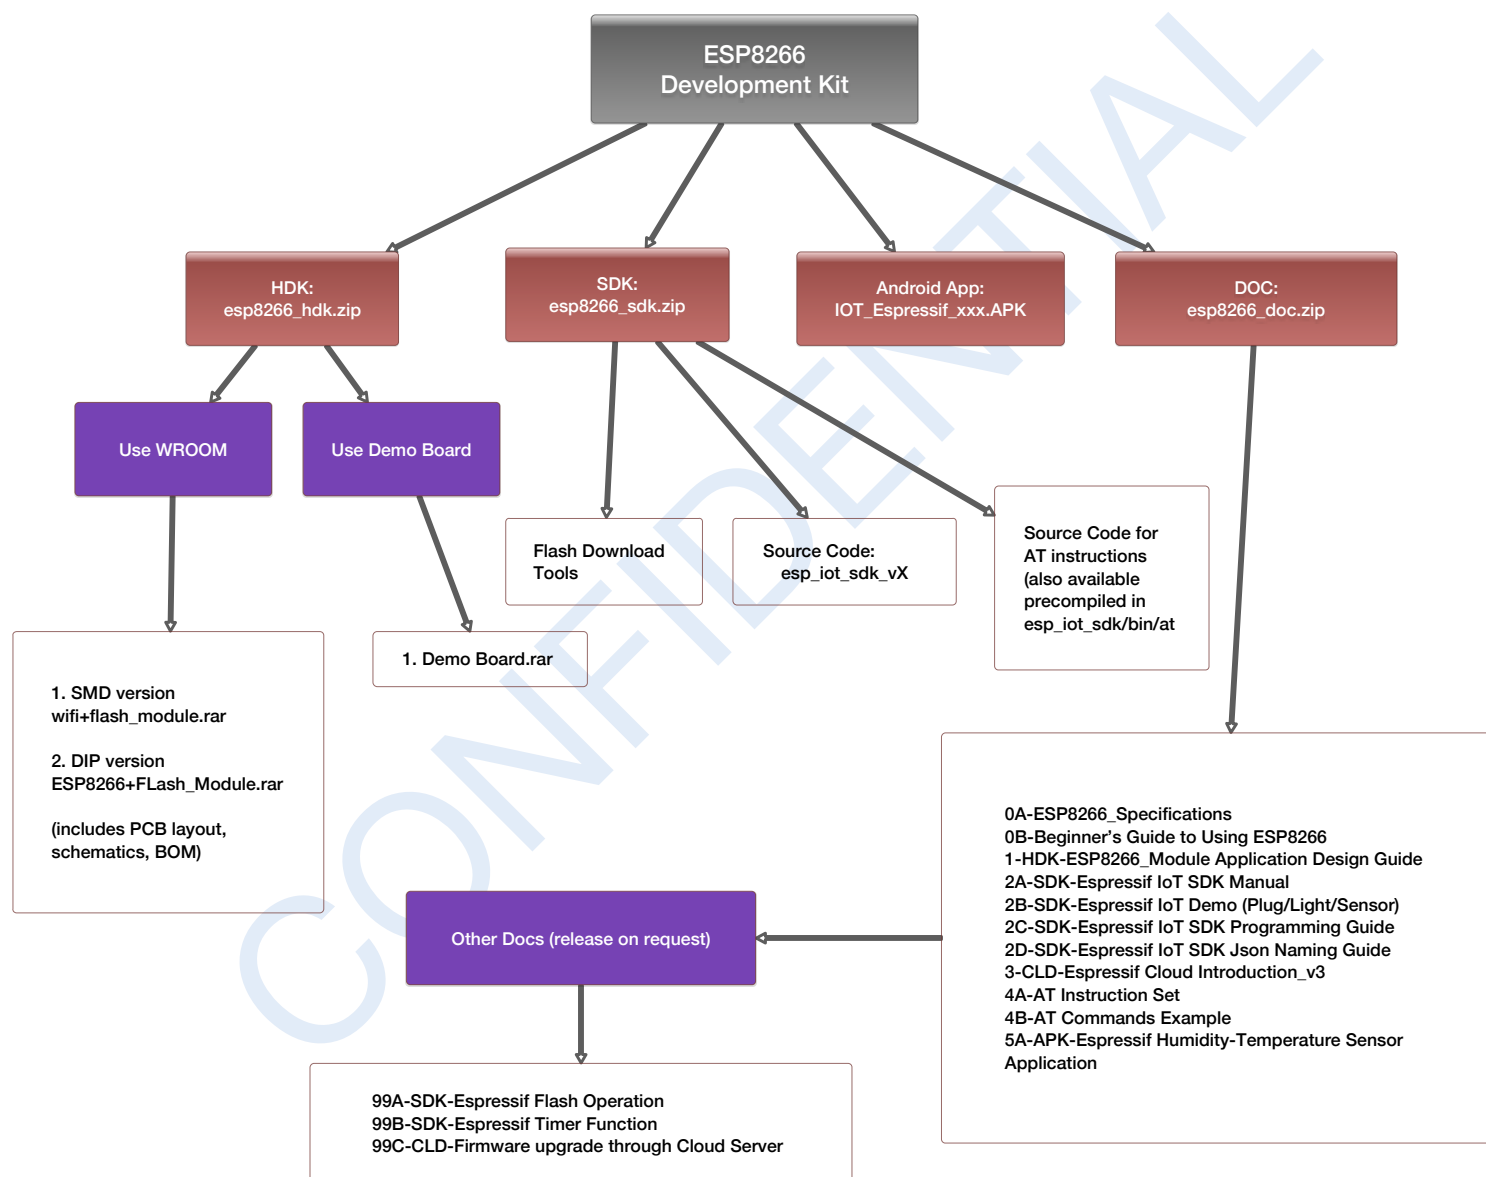 ESP8266
Development Kit
HDK:
esp8266_hdk.zip
SDK:
esp8266_sdk.zip
Android App:
IOT_Espressif_xxx.APK
DOC:
esp8266_doc.zip
Use WROOM
Use Demo Board
Flash Download
Tools
Source Code:
esp_iot_sdk_vX
Source Code for
AT instructions
(also available
precompiled in
esp_iot_sdk/bin/at
1. SMD version
wifi+flash_module.rar
2. DIP version
ESP8266+FLash_Module.rar
(includes PCB layout,
schematics, BOM)
1. Demo Board.rar
0A-ESP8266_Specifications
0B-Beginner’s Guide to Using ESP8266
1-HDK-ESP8266_Module Application Design Guide
2A-SDK-Espressif IoT SDK Manual
2B-SDK-Espressif IoT Demo (Plug/Light/Sensor)
2C-SDK-Espressif IoT SDK Programming Guide
2D-SDK-Espressif IoT SDK Json Naming Guide
3-CLD-Espressif Cloud Introduction_v3
4A-AT Instruction Set
4B-AT Commands Example
5A-APK-Espressif Humidity-Temperature Sensor
Application
Other Docs (release on request)
99A-SDK-Espressif Flash Operation
99B-SDK-Espressif Timer Function
99C-CLD-Firmware upgrade through Cloud Server
CONFIDENTIAL